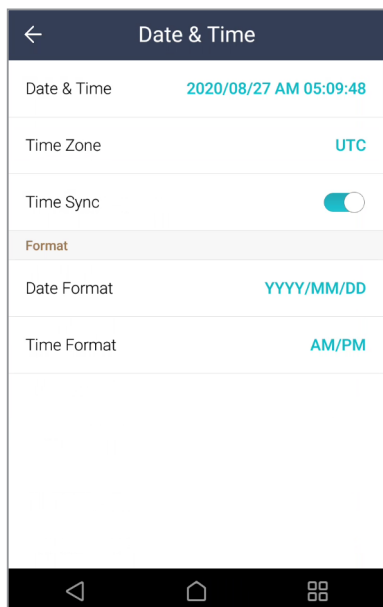 Date & Time
Date & Time 2020/08/27 AM 05:09:48
Time Zone UTC
Time Sync
Format
Date Format YYYY/MM/DD
Time Format AM/PM